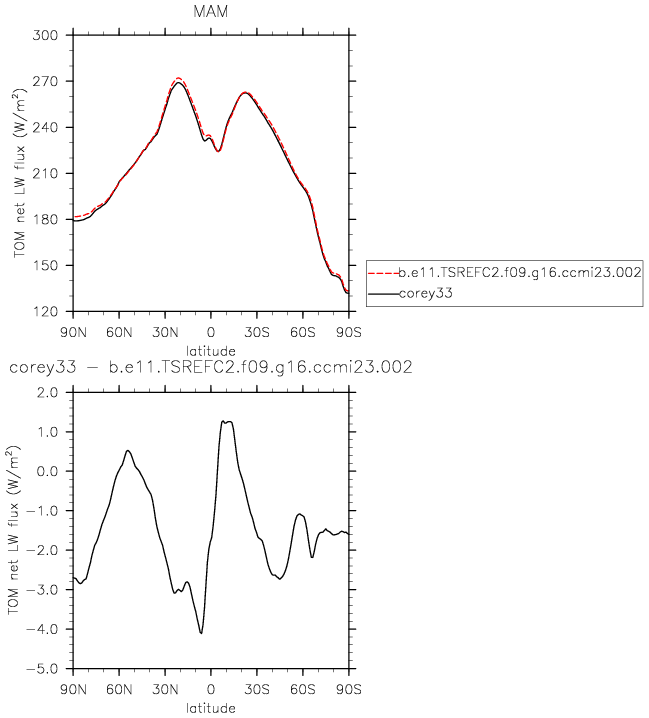 MAM
TOM net LW flux (W/m²)
300
270
240
210
180
150
120
90N 60N 30N 0 30S 60S 90S
latitude
b.e11.TSREFC2.f09.g16.ccmi23.002
corey33
corey33 − b.e11.TSREFC2.f09.g16.ccmi23.002
TOM net LW flux (W/m²)
2.0
1.0
0.0
−1.0
−2.0
−3.0
−4.0
−5.0
90N 60N 30N 0 30S 60S 90S
latitude